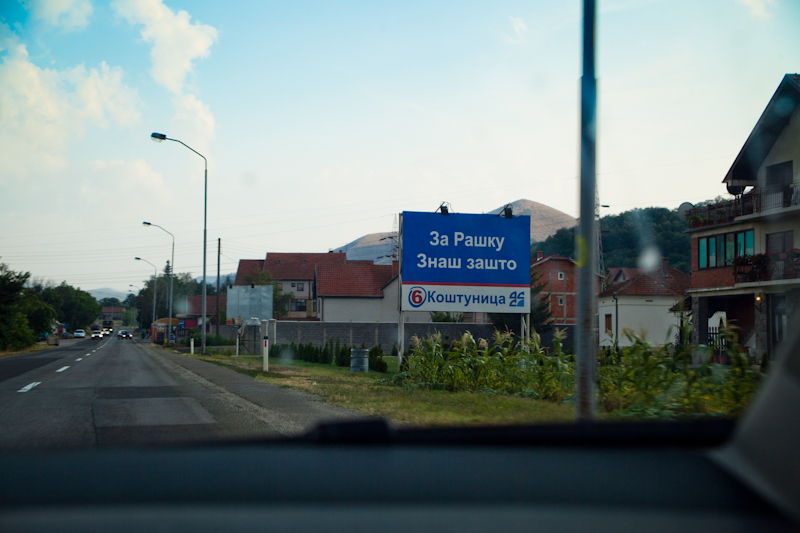 За Рашку
Знаш зашто
6 Коштуница